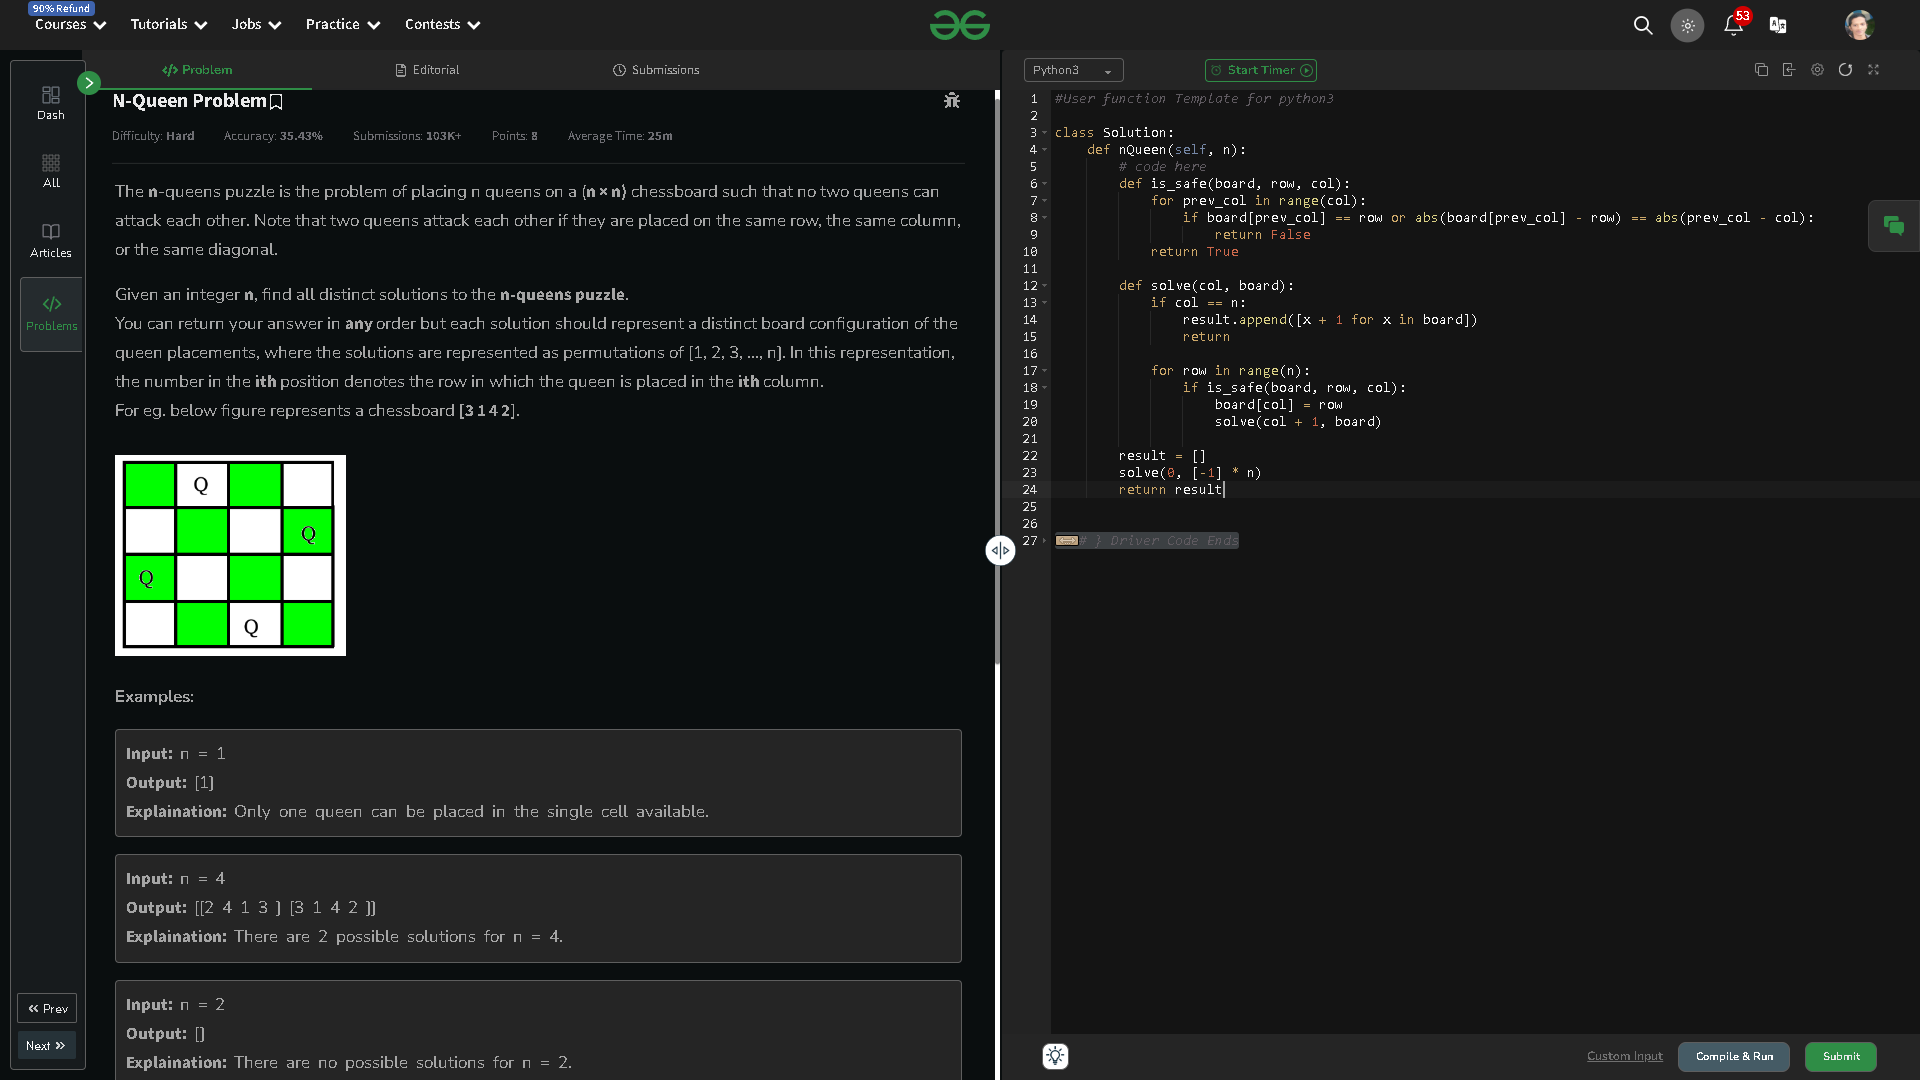 90% Refund
Courses
Tutorials
Jobs
Practice
Contests
53
Dash
All
Articles
Problems
Prev
Next
Problem
Editorial
Submissions
N-Queen Problem
Difficulty: Hard
Accuracy: 35.43%
Submissions: 103K+
Points: 8
Average Time: 25m
The n-queens puzzle is the problem of placing n queens on a (n × n) chessboard such that no two queens can
attack each other. Note that two queens attack each other if they are placed on the same row, the same column,
or the same diagonal.
Given an integer n, find all distinct solutions to the n-queens puzzle.
You can return your answer in any order but each solution should represent a distinct board configuration of the
queen placements, where the solutions are represented as permutations of [1, 2, 3, ..., n]. In this representation,
the number in the ith position denotes the row in which the queen is placed in the ith column.
For eg. below figure represents a chessboard [3 1 4 2].
Q
Q
Q
Q
Examples:
Input: n = 1
Output: [1]
Explaination: Only one queen can be placed in the single cell available.
Input: n = 4
Output: [[2 4 1 3 ] [3 1 4 2 ]]
Explaination: There are 2 possible solutions for n = 4.
Input: n = 2
Output: []
Explaination: There are no possible solutions for n = 2.
Python3
Start Timer
1 #User function Template for python3
2
3 class Solution:
4     def nQueen(self, n):
5         # code here
6         def is_safe(board, row, col):
7             for prev_col in range(col):
8                 if board[prev_col] == row or abs(board[prev_col] - row) == abs(prev_col - col):
9                     return False
10             return True
11
12         def solve(col, board):
13             if col == n:
14                 result.append([x + 1 for x in board])
15                 return
16
17             for row in range(n):
18                 if is_safe(board, row, col):
19                     board[col] = row
20                     solve(col + 1, board)
21
22         result = []
23         solve(0, [-1] * n)
24         return result
25
26
27 # } Driver Code Ends
Custom Input
Compile & Run
Submit